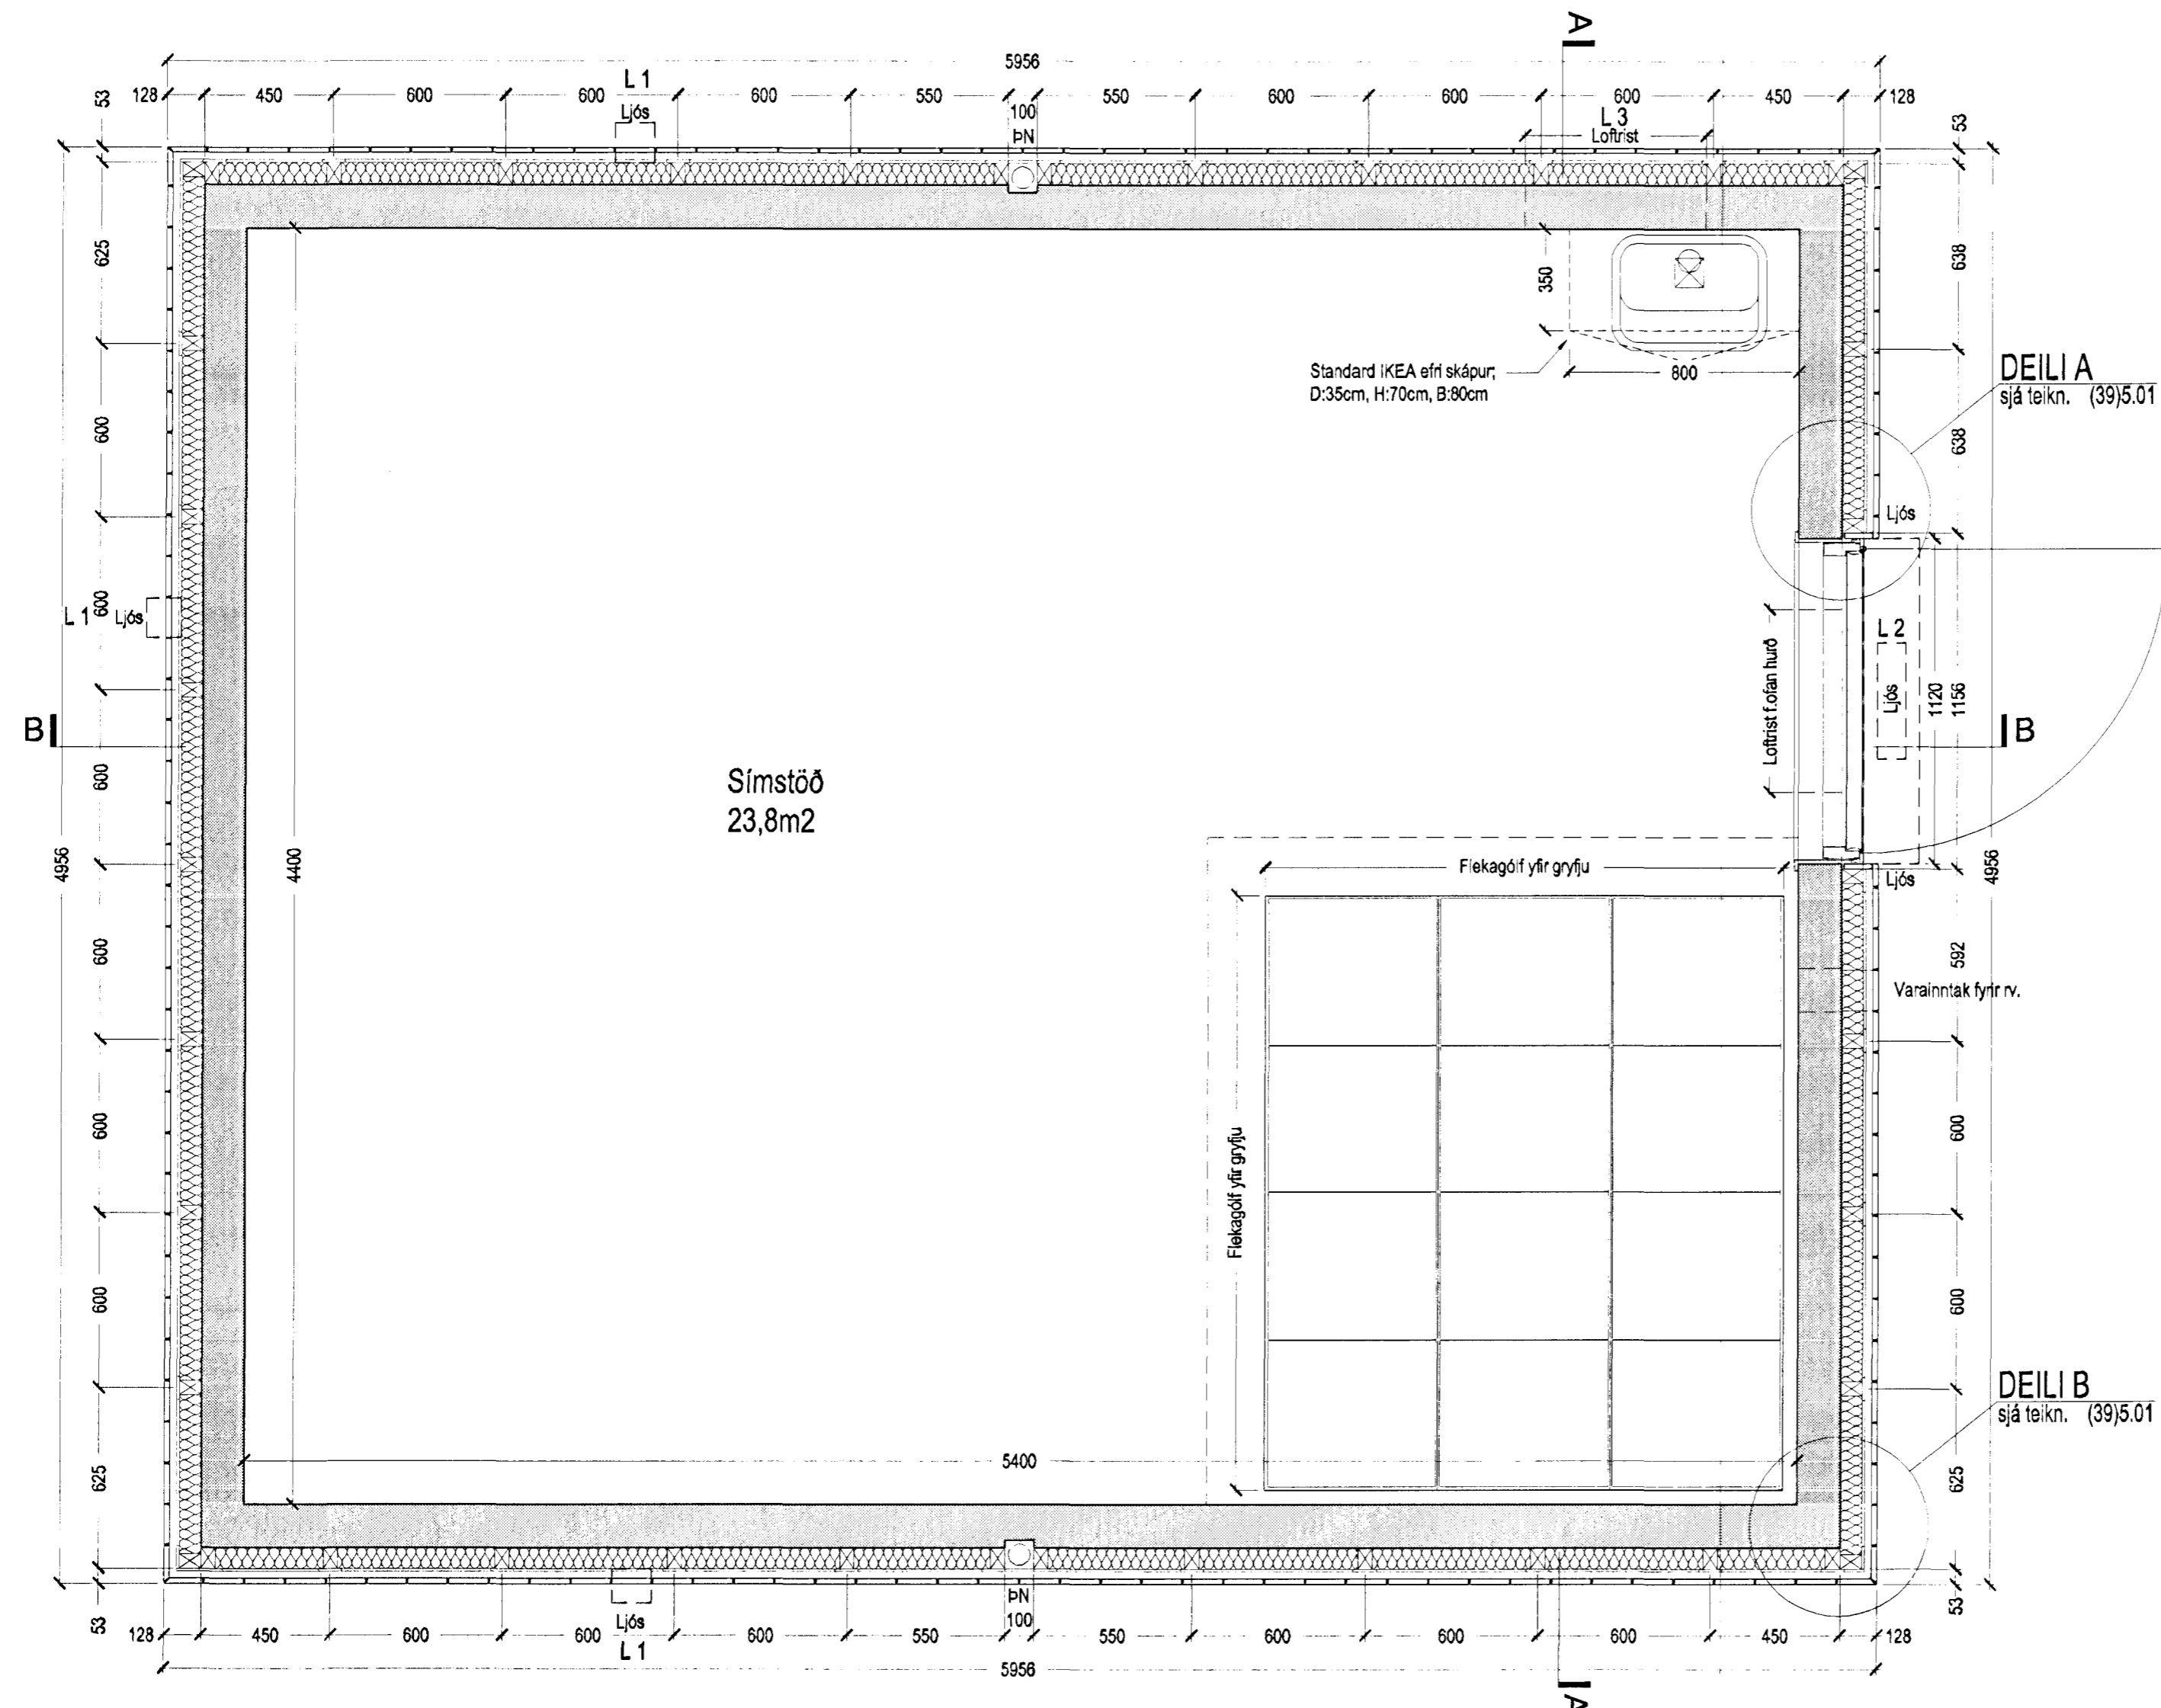 A
5956
53
128
450
600
600
600
550
100
550
600
600
600
450
128
53
L 1
Ljós
ÞN
L 3
Loftrist
625
600
600
600
600
600
600
600
625
53
4956
L 1
Ljós
B
4400
350
800
Standard IKEA efri skápur;
D:35cm, H:70cm, B:80cm
638
638
DEILI A
sjá teikn. (39)5.01
Ljós
L 2
Ljós
1120
1156
Loftrist f.ofan hurð
B
4956
Ljós
Símstöð
23,8m2
Flekagólf yfir gryfju
Flekagólf yfir gryfju
592
Varainntak fyrir rv.
600
600
DEILI B
sjá teikn. (39)5.01
625
53
5400
ÞN
100
Ljós
L 1
128
450
600
600
600
550
550
600
600
600
450
128
5956
A